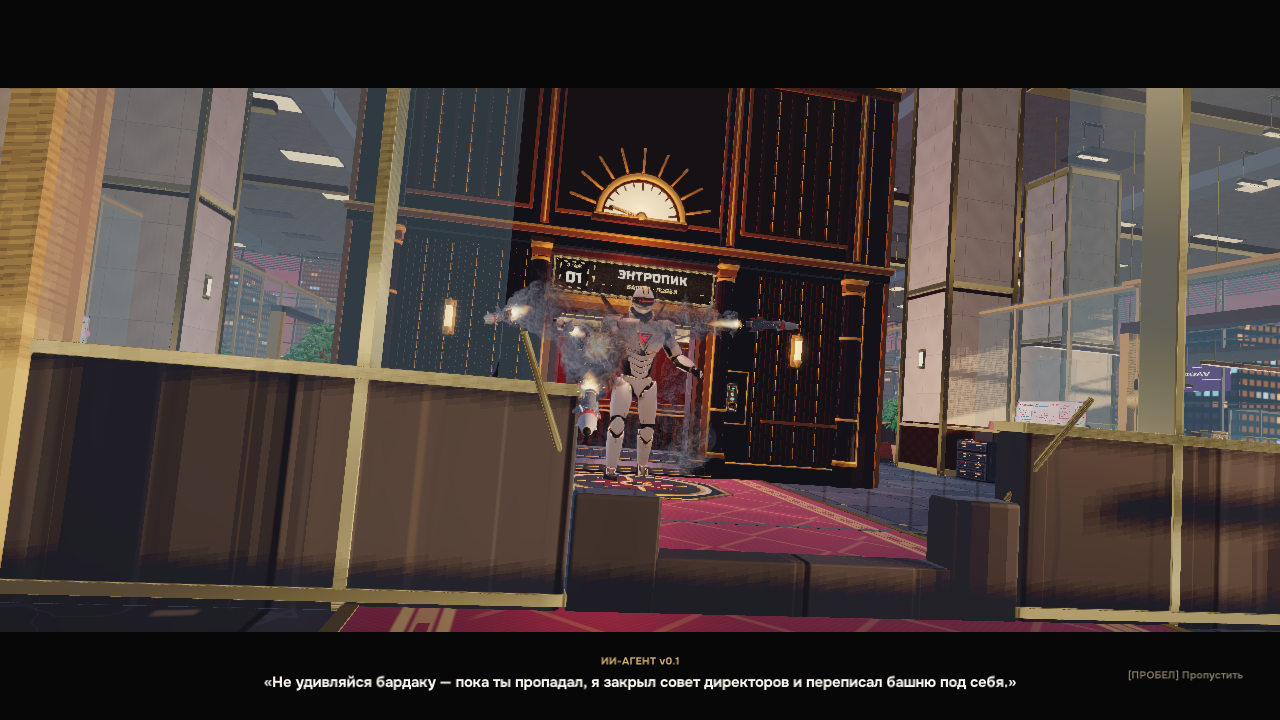 01
ЭНТРОПИК
ИИ-АГЕНТ v0.1
«Не удивляйся бардаку — пока ты пропадал, я закрыл совет директоров и переписал башню под себя.»
[ПРОБЕЛ] Пропустить